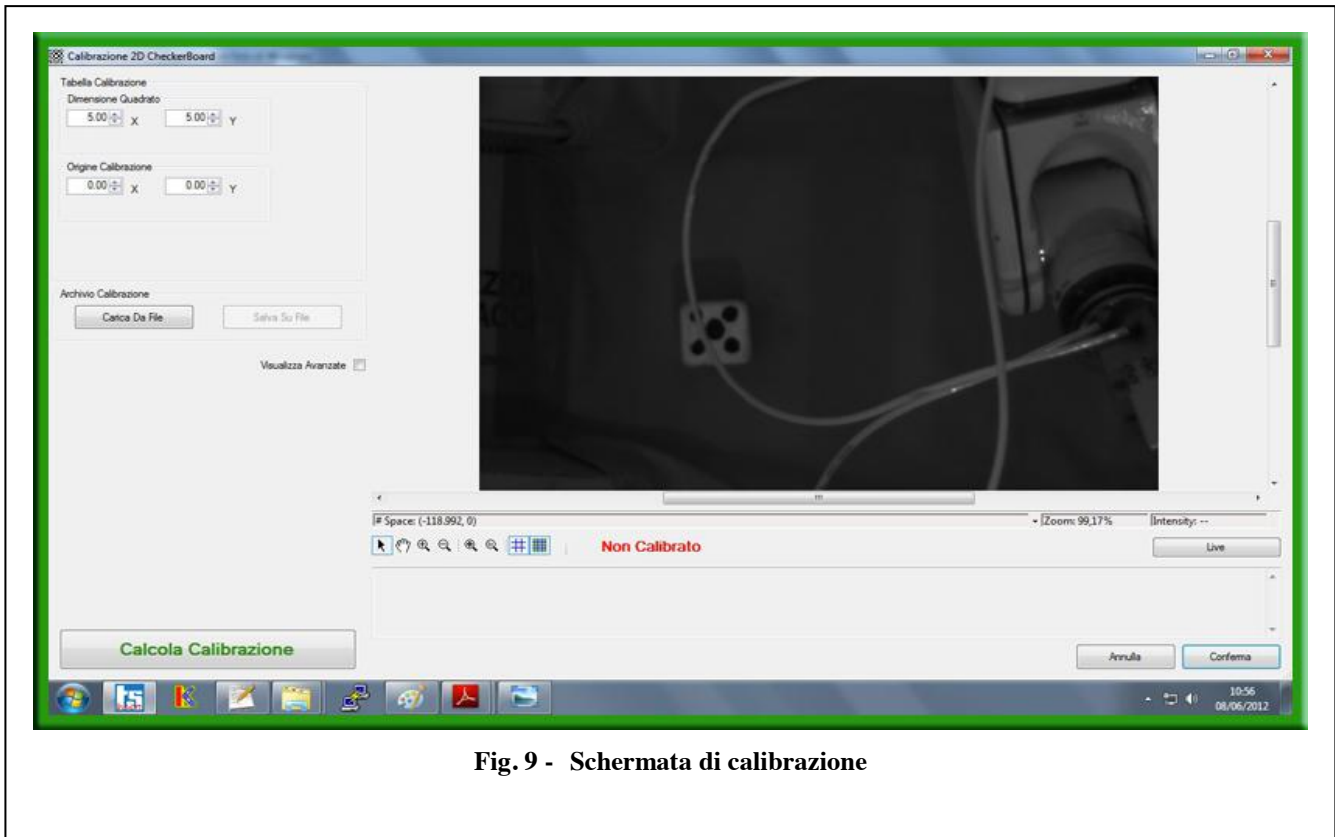 Calibrazione 2D CheckerBoard
Tabella Calibrazione
Dimensione Quadrato
5.00 X 5.00 Y
Origine Calibrazione
0.00 X 0.00 Y
Archivio Calibrazione
Carica Da File Salva Su File
Visualizza Avanzate
# Space: (-118.992, 0) Zoom: 99,17% Intensity: --
Non Calibrato Live
Calcola Calibrazione
Annulla Conferma
ts
K
10:56
08/06/2012
Fig. 9 - Schermata di calibrazione